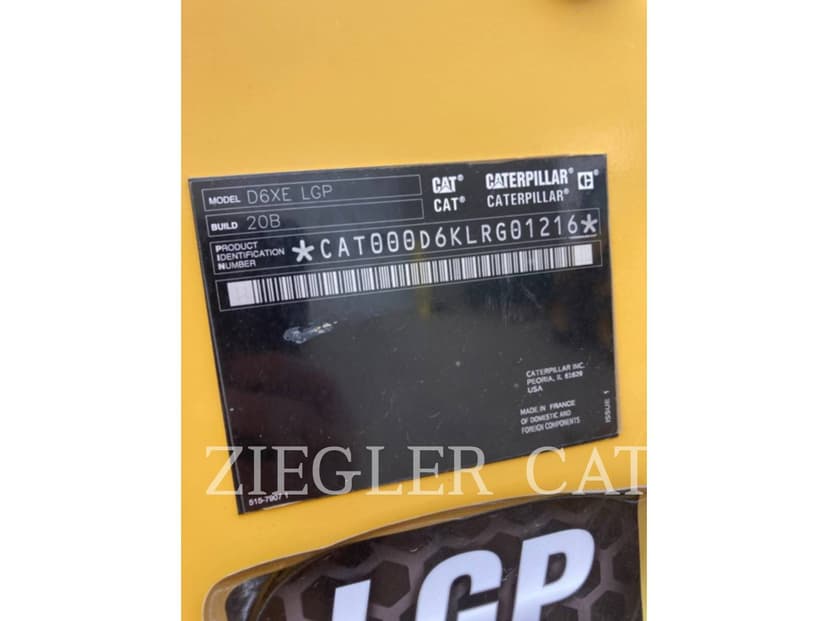 MODEL D6XE LGP
CAT® CATERPILLAR® C®
CAT® CATERPILLAR®
BUILD 20B
PRODUCT
IDENTIFICATION
NUMBER
*CAT000D6KLRG01216*
CATERPILLAR INC.
PEORIA, IL 61629
USA
MADE IN FRANCE
OF DOMESTIC AND
FOREIGN COMPONENTS
ISSUE 1
ZIEGLER CAT
515-7907 1
LGP